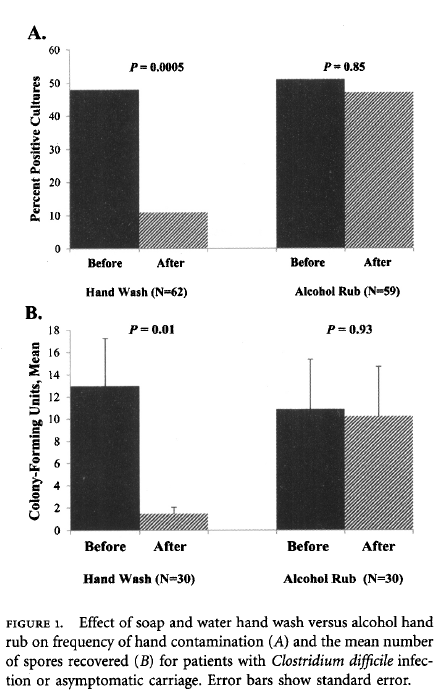 A.
Percent Positive Cultures
60
50
40
30
20
10
0
P = 0.0005
P = 0.85
Before After Before After
Hand Wash (N=62) Alcohol Rub (N=59)
B.
Colony-Forming Units, Mean
18
16
14
12
10
8
6
4
2
0
P = 0.01
P = 0.93
Before After Before After
Hand Wash (N=30) Alcohol Rub (N=30)
FIGURE 1. Effect of soap and water hand wash versus alcohol hand
rub on frequency of hand contamination (A) and the mean number
of spores recovered (B) for patients with Clostridium difficile infec-
tion or asymptomatic carriage. Error bars show standard error.